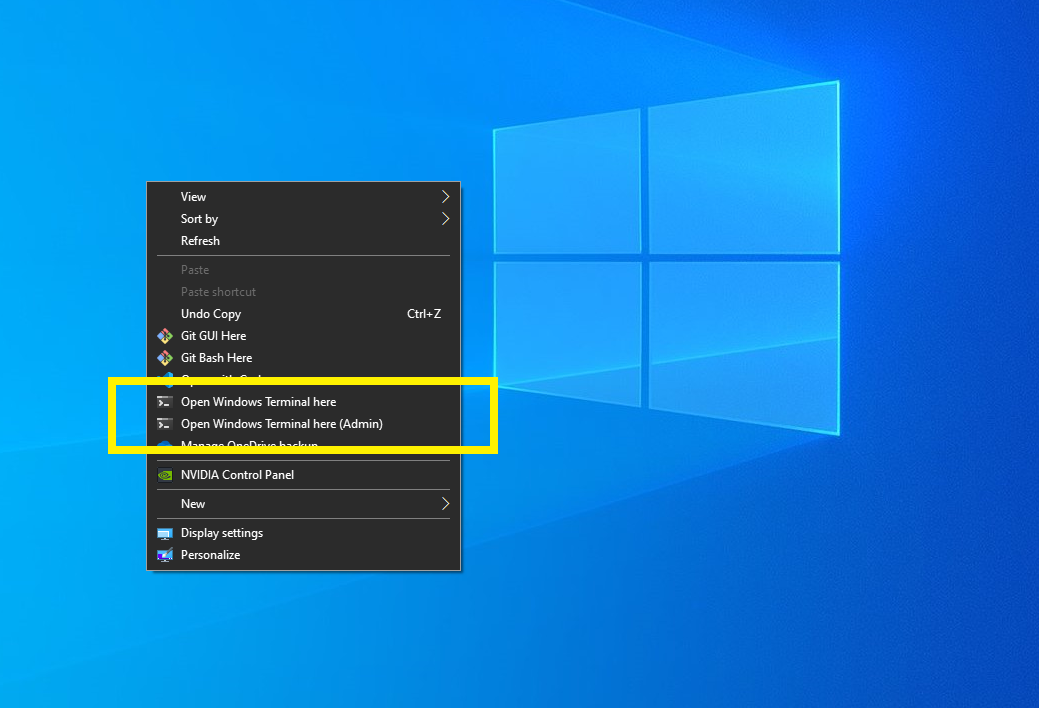 View
Sort by
Refresh
Paste
Paste shortcut
Undo Copy Ctrl+Z
Git GUI Here
Git Bash Here
Open Windows Terminal here
Open Windows Terminal here (Admin)
Manage OneDrive backup
NVIDIA Control Panel
New
Display settings
Personalize